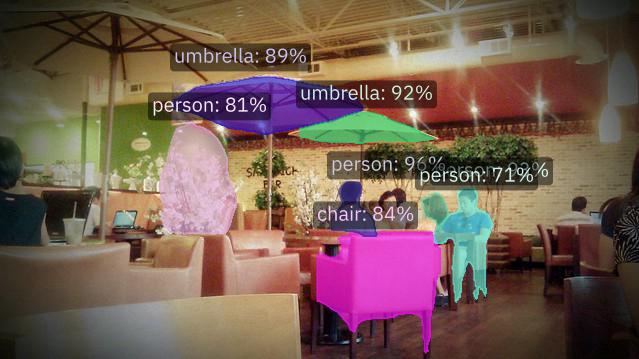 umbrella: 89%
umbrella: 92%
person: 81%
person: 96%
person: 71%
chair: 84%